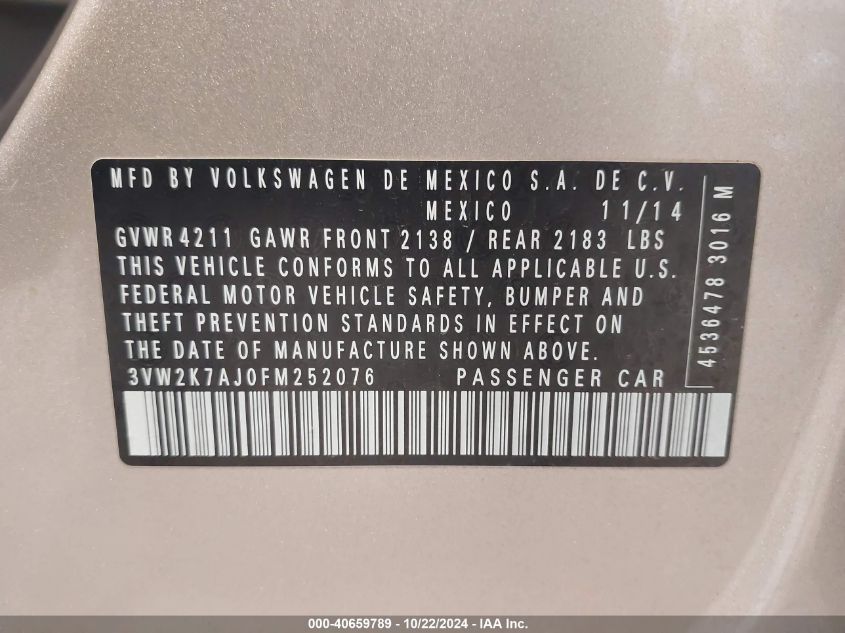 MFD BY VOLKSWAGEN DE MEXICO S.A. DE C.V.
MEXICO 11/14
GVWR 4211 GAWR FRONT 2138 / REAR 2183 LBS
THIS VEHICLE CONFORMS TO ALL APPLICABLE U.S.
FEDERAL MOTOR VEHICLE SAFETY, BUMPER AND
THEFT PREVENTION STANDARDS IN EFFECT ON
THE DATE OF MANUFACTURE SHOWN ABOVE.
3VW2K7AJ0FM252076 PASSENGER CAR
4536478 3016 M
000-40659789 - 10/22/2024 - IAA Inc.